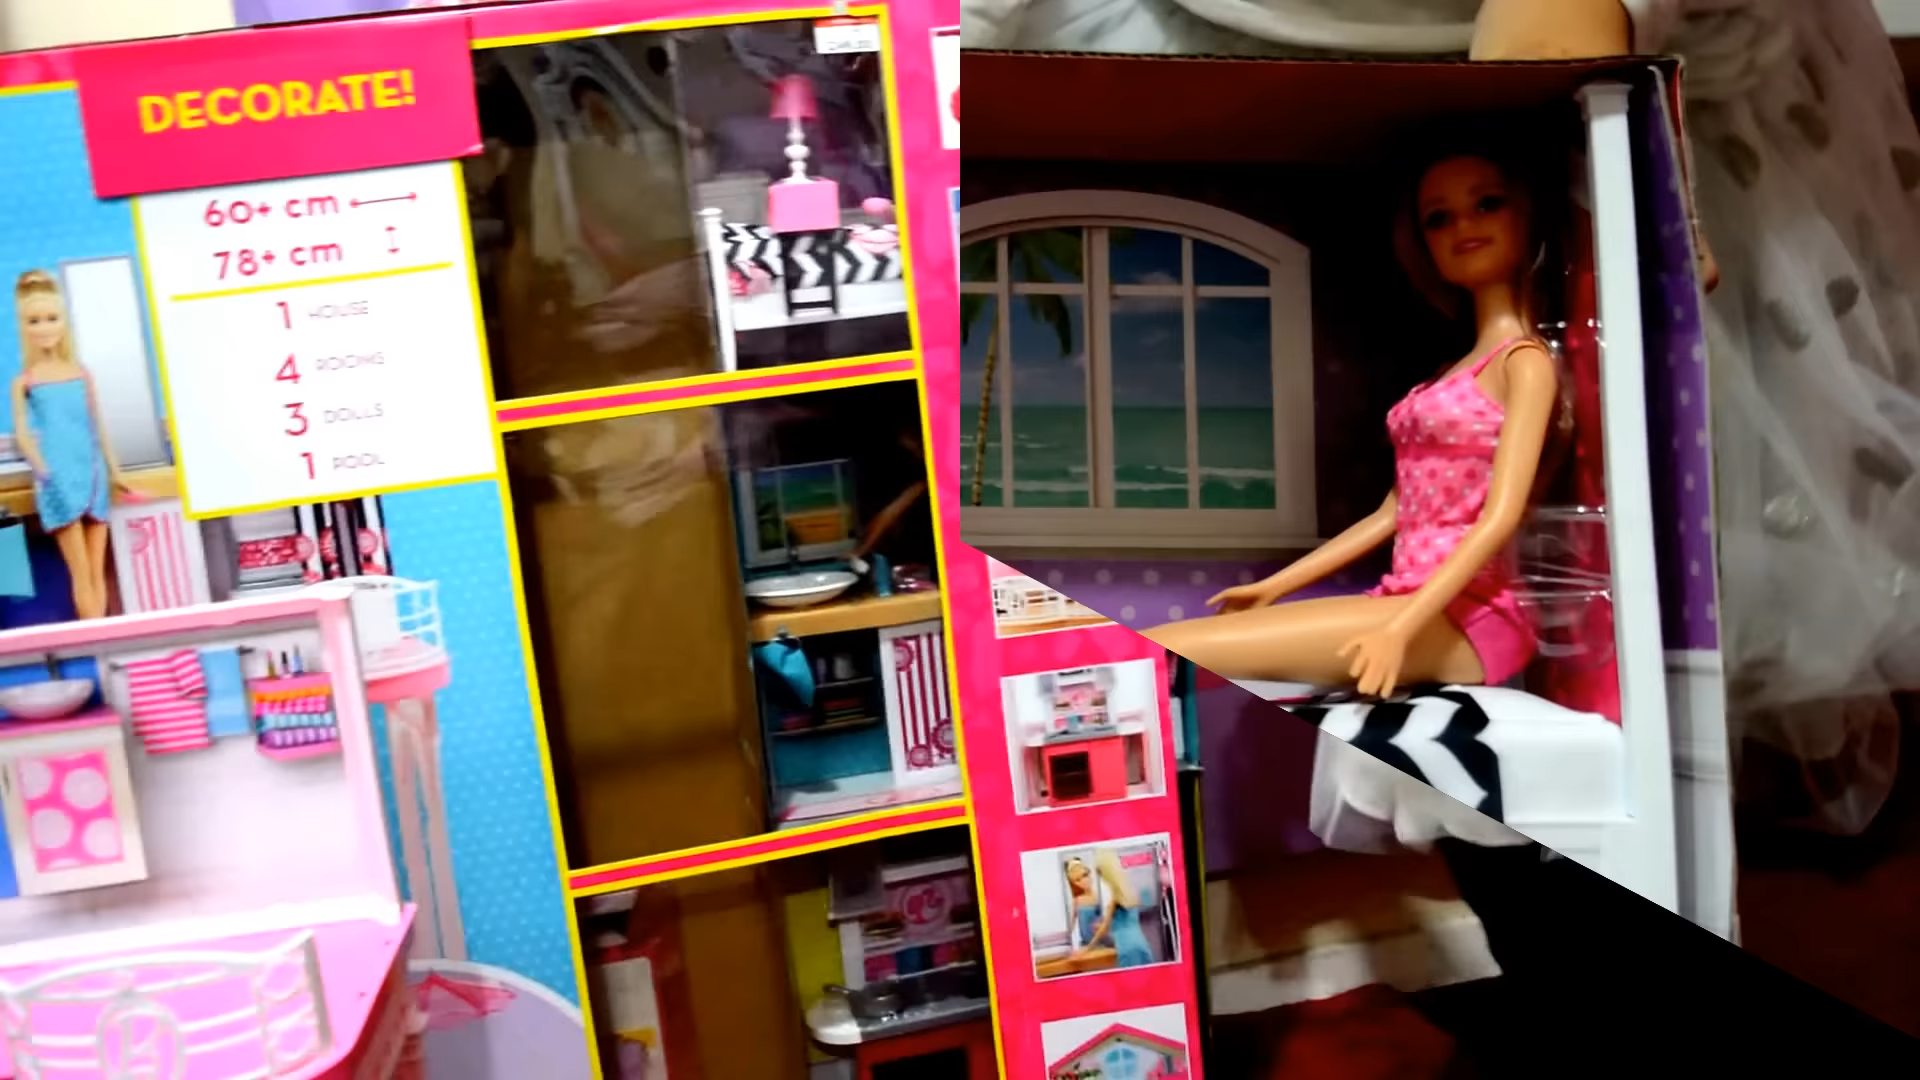 DECORATE!
60+ cm
78+ cm
1 HOUSE
4 ROOMS
3 DOLLS
1 POOL